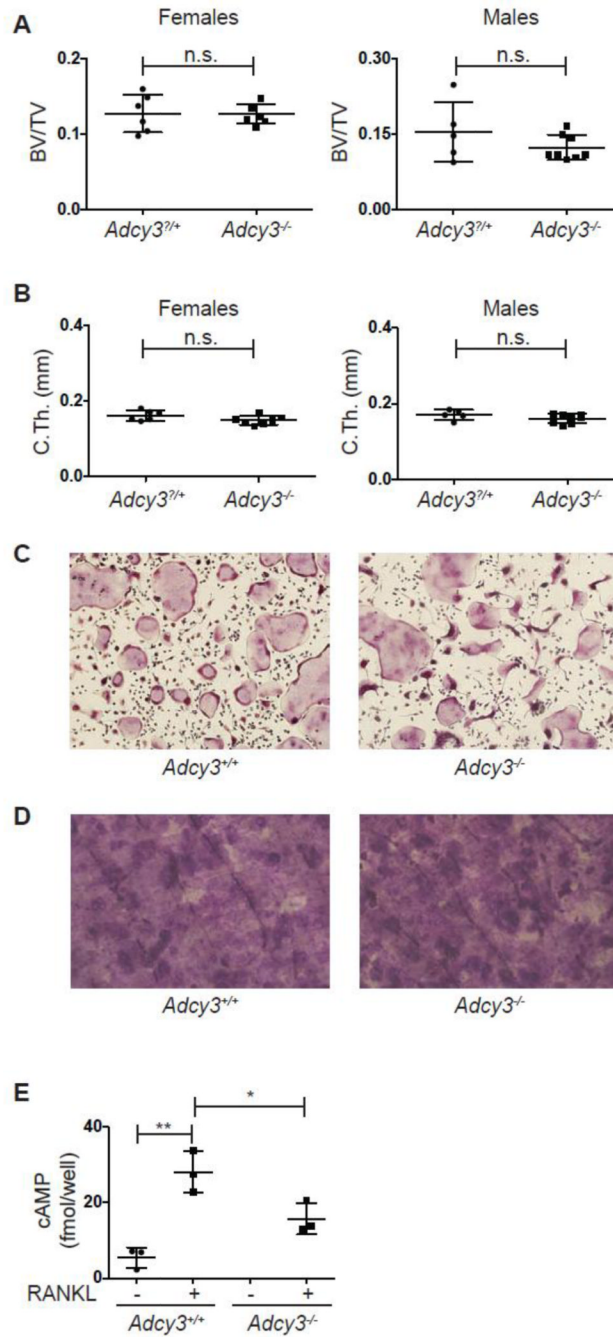 A
Females
Males
n.s.
n.s.
0.2
0.1
0.0
BV/TV
0.30
0.15
0.00
BV/TV
Adcy3?/+
Adcy3-/-
Adcy3?/+
Adcy3-/-
B
Females
Males
n.s.
n.s.
0.4
0.2
0.0
C.Th. (mm)
0.4
0.2
0.0
C.Th. (mm)
Adcy3?/+
Adcy3-/-
Adcy3?/+
Adcy3-/-
C
Adcy3+/+
Adcy3-/-
D
Adcy3+/+
Adcy3-/-
E
*
**
40
20
0
cAMP
(fmol/well)
RANKL - + - +
Adcy3+/+
Adcy3-/-